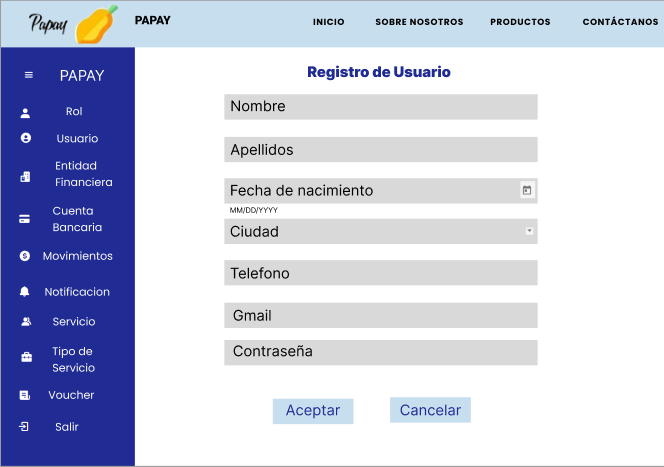 Papay
PAPAY
INICIO
SOBRE NOSOTROS
PRODUCTOS
CONTÁCTANOS
PAPAY
Rol
Usuario
Entidad
Financiera
Cuenta
Bancaria
Movimientos
Notificacion
Servicio
Tipo de
Servicio
Voucher
Salir
Registro de Usuario
Nombre
Apellidos
Fecha de nacimiento
MM/DD/YYYY
Ciudad
Telefono
Gmail
Contraseña
Aceptar
Cancelar